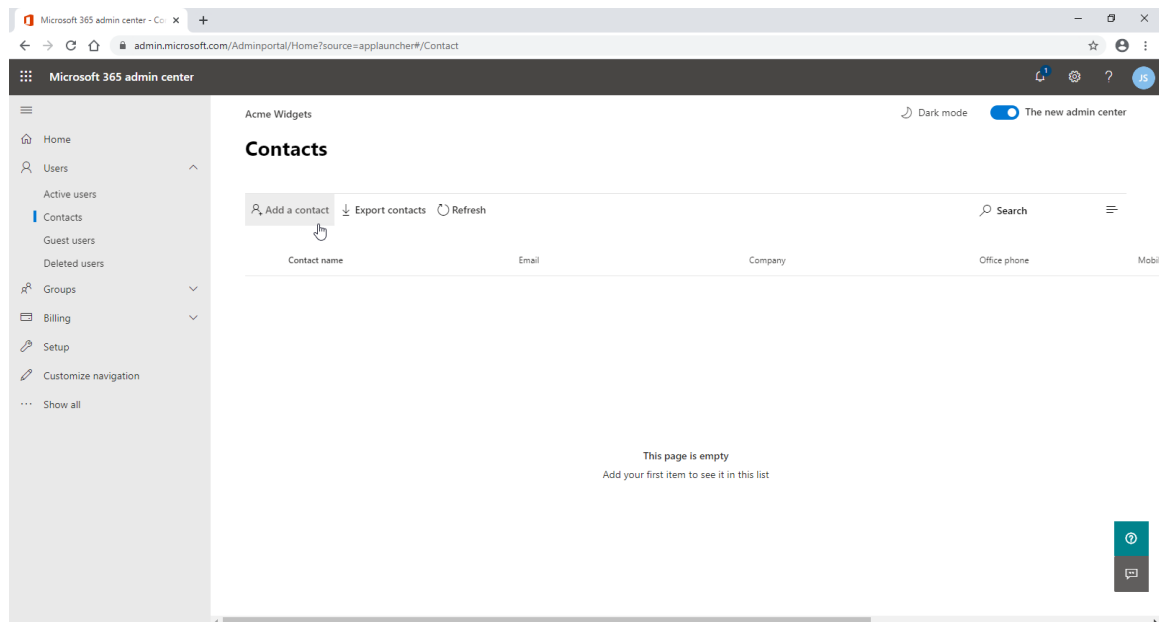 Microsoft 365 admin center - Co
admin.microsoft.com/Adminportal/Home?source=applauncher#/Contact
Microsoft 365 admin center
1
?
JS
Acme Widgets
Dark mode
The new admin center
Home
Contacts
Users
Active users
Add a contact
Export contacts
Refresh
Search
Contacts
Guest users
Deleted users
Contact name
Email
Company
Office phone
Mobil
Groups
Billing
Setup
Customize navigation
Show all
This page is empty
Add your first item to see it in this list